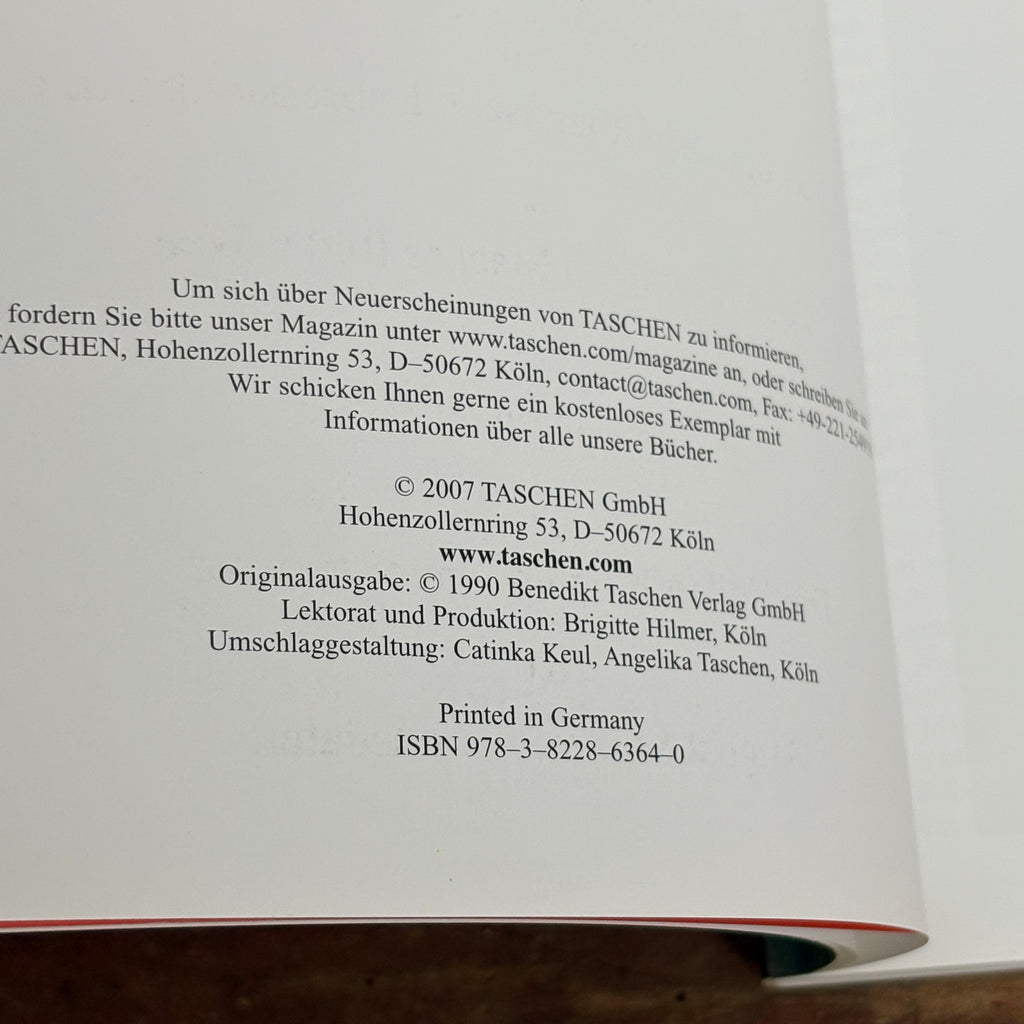 Um sich über Neuerscheinungen von TASCHEN zu informieren,
fordern Sie bitte unser Magazin unter www.taschen.com/magazine an, oder schreiben Sie an
TASCHEN, Hohenzollernring 53, D–50672 Köln, contact@taschen.com, Fax:
Wir schicken Ihnen gerne ein kostenloses Exemplar mit
Informationen über alle unsere Bücher.
© 2007 TASCHEN GmbH
Hohenzollernring 53, D–50672 Köln
www.taschen.com
Originalausgabe: © 1990 Benedikt Taschen Verlag GmbH
Lektorat und Produktion: Brigitte Hilmer, Köln
Umschlaggestaltung: Catinka Keul, Angelika Taschen, Köln
Printed in Germany
ISBN 978–3–8228–6364–0